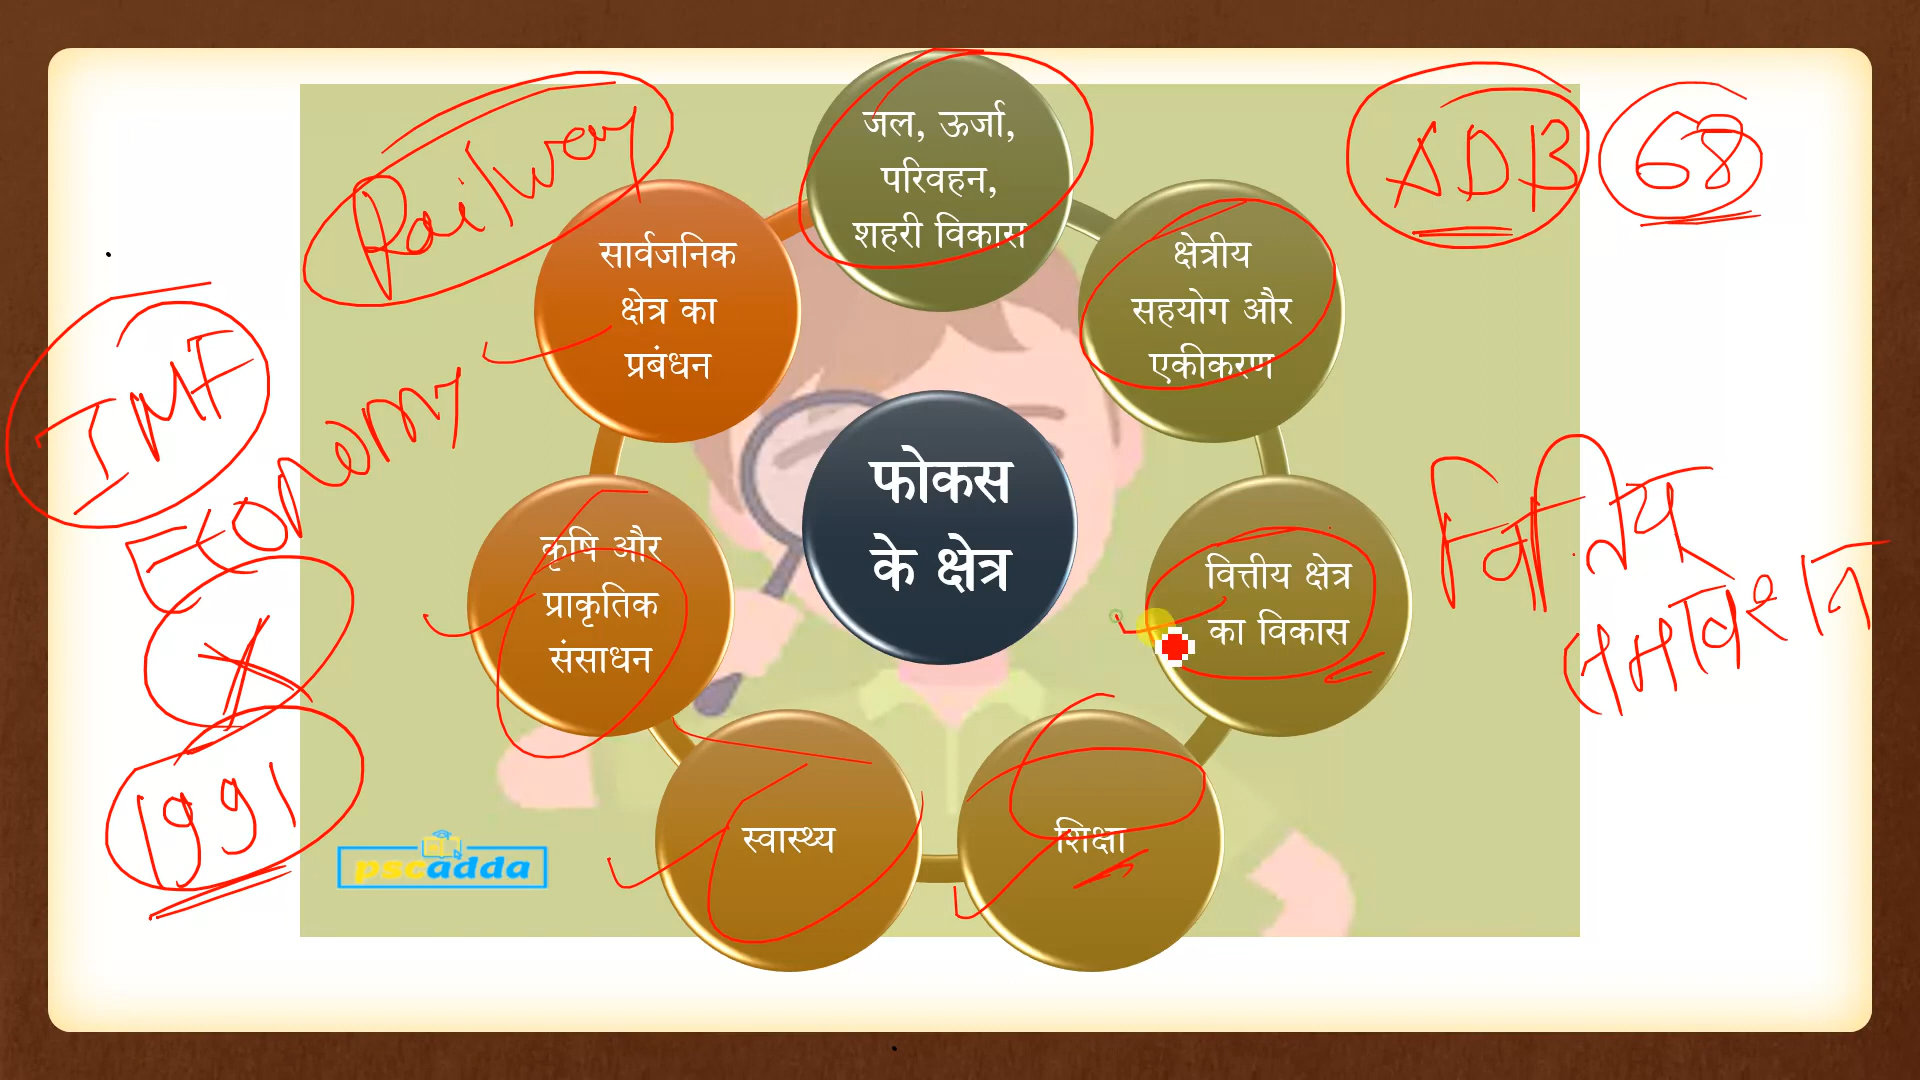 जल, ऊर्जा,
परिवहन,
शहरी विकास
Railway
ADB
68
सार्वजनिक
क्षेत्र का
प्रबंधन
क्षेत्रीय
सहयोग और
एकीकरण
IMF
फोकस
के क्षेत्र
कृषि और
प्राकृतिक
संसाधन
वित्तीय क्षेत्र
का विकास
वित्तिय
1991
स्वास्थ्य
शिक्षा
pscadda